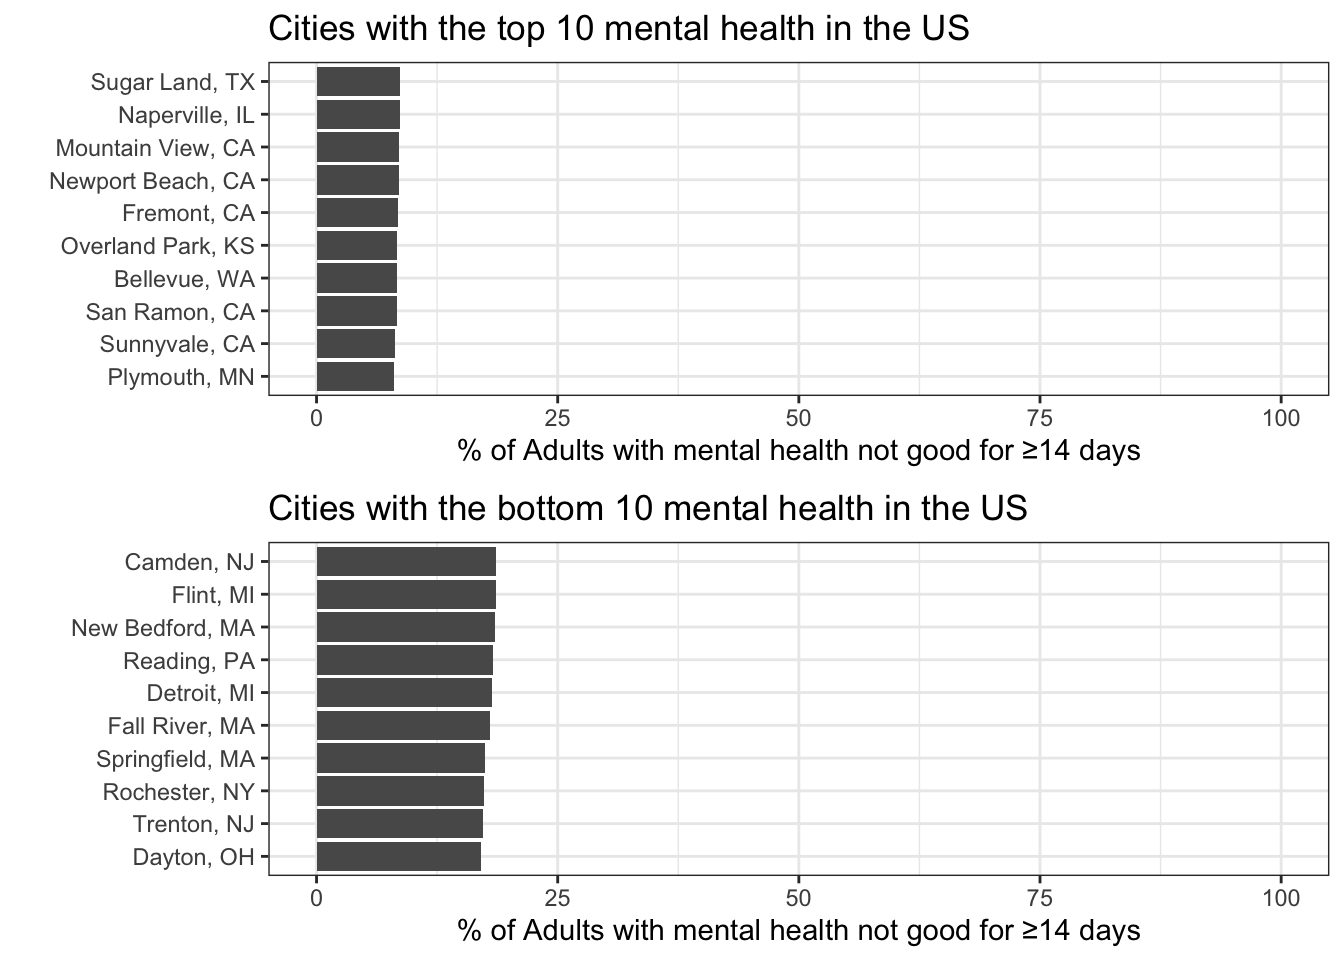 Cities with the top 10 mental health in the US
Sugar Land, TX
Naperville, IL
Mountain View, CA
Newport Beach, CA
Fremont, CA
Overland Park, KS
Bellevue, WA
San Ramon, CA
Sunnyvale, CA
Plymouth, MN
0 25 50 75 100
% of Adults with mental health not good for ≥14 days
Cities with the bottom 10 mental health in the US
Camden, NJ
Flint, MI
New Bedford, MA
Reading, PA
Detroit, MI
Fall River, MA
Springfield, MA
Rochester, NY
Trenton, NJ
Dayton, OH
0 25 50 75 100
% of Adults with mental health not good for ≥14 days